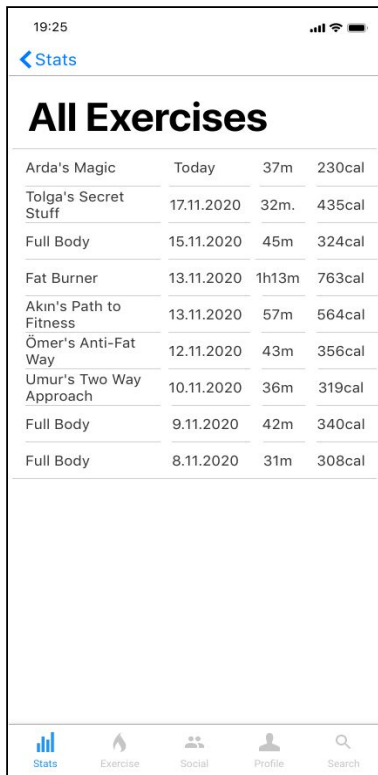 19:25
Stats
All Exercises
Arda's Magic Today 37m 230cal
Tolga's Secret
Stuff 17.11.2020 32m. 435cal
Full Body 15.11.2020 45m 324cal
Fat Burner 13.11.2020 1h13m 763cal
Akın's Path to
Fitness 13.11.2020 57m 564cal
Ömer's Anti-Fat
Way 12.11.2020 43m 356cal
Umur's Two Way
Approach 10.11.2020 36m 319cal
Full Body 9.11.2020 42m 340cal
Full Body 8.11.2020 31m 308cal
Stats Exercise Social Profile Search